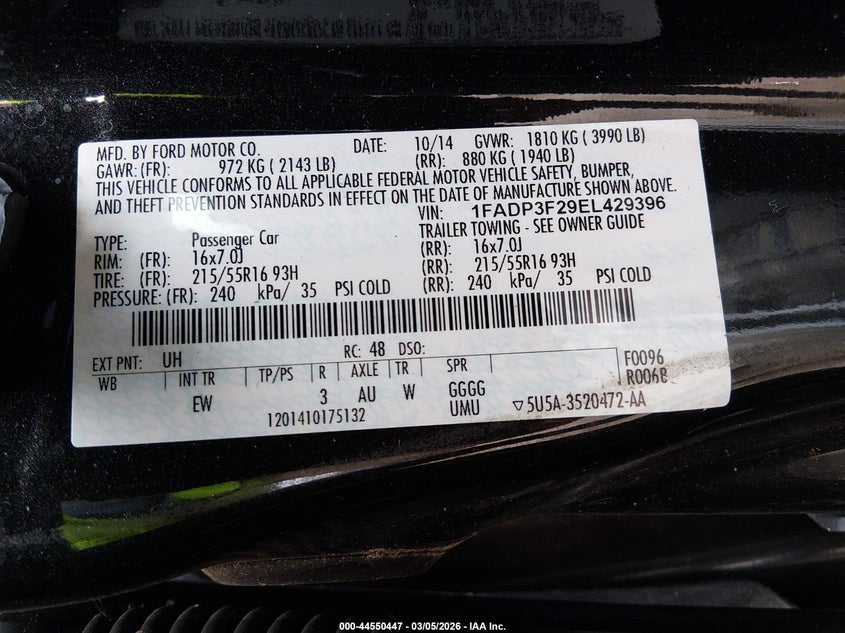 MFD. BY FORD MOTOR CO. DATE: 10/14 GVWR: 1810 KG ( 3990 LB)
GAWR: (FR): 972 KG ( 2143 LB) (RR): 880 KG ( 1940 LB)
THIS VEHICLE CONFORMS TO ALL APPLICABLE FEDERAL MOTOR VEHICLE SAFETY, BUMPER,
AND THEFT PREVENTION STANDARDS IN EFFECT ON THE DATE OF MANUFACTURE SHOWN ABOVE.
VIN: 1FADP3F29EL429396
TYPE: Passenger Car TRAILER TOWING - SEE OWNER GUIDE
RIM: (FR): 16x7.0J (RR): 16x7.0J
TIRE: (FR): 215/55R16 93H (RR): 215/55R16 93H
PRESSURE: (FR): 240 kPa/ 35 PSI COLD (RR): 240 kPa/ 35 PSI COLD
EXT PNT: UH RC: 48 DSO: F0096
WB INT TR TP/PS R AXLE TR SPR R0068
EW 3 AU W GGGG
1201410175132 UMU ▽5U5A-3520472-AA
000-44550447 - 03/05/2026 - IAA Inc.